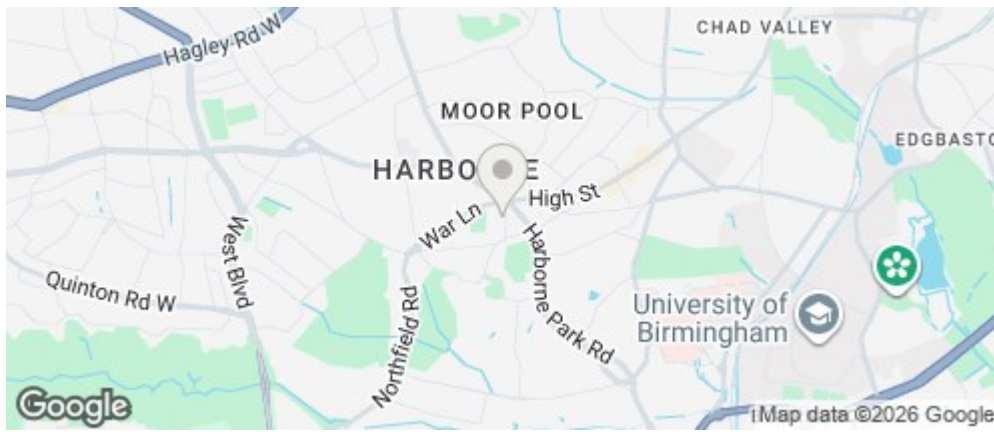 Hagley Rd W
CHAD VALLEY
MOOR POOL
EDGBASTO
HARBO
E
High St
War Ln
West Blvd
Harborne Park Rd
Quinton Rd W
Northfield Rd
University of
Birmingham
Google
Map data ©2026 Google